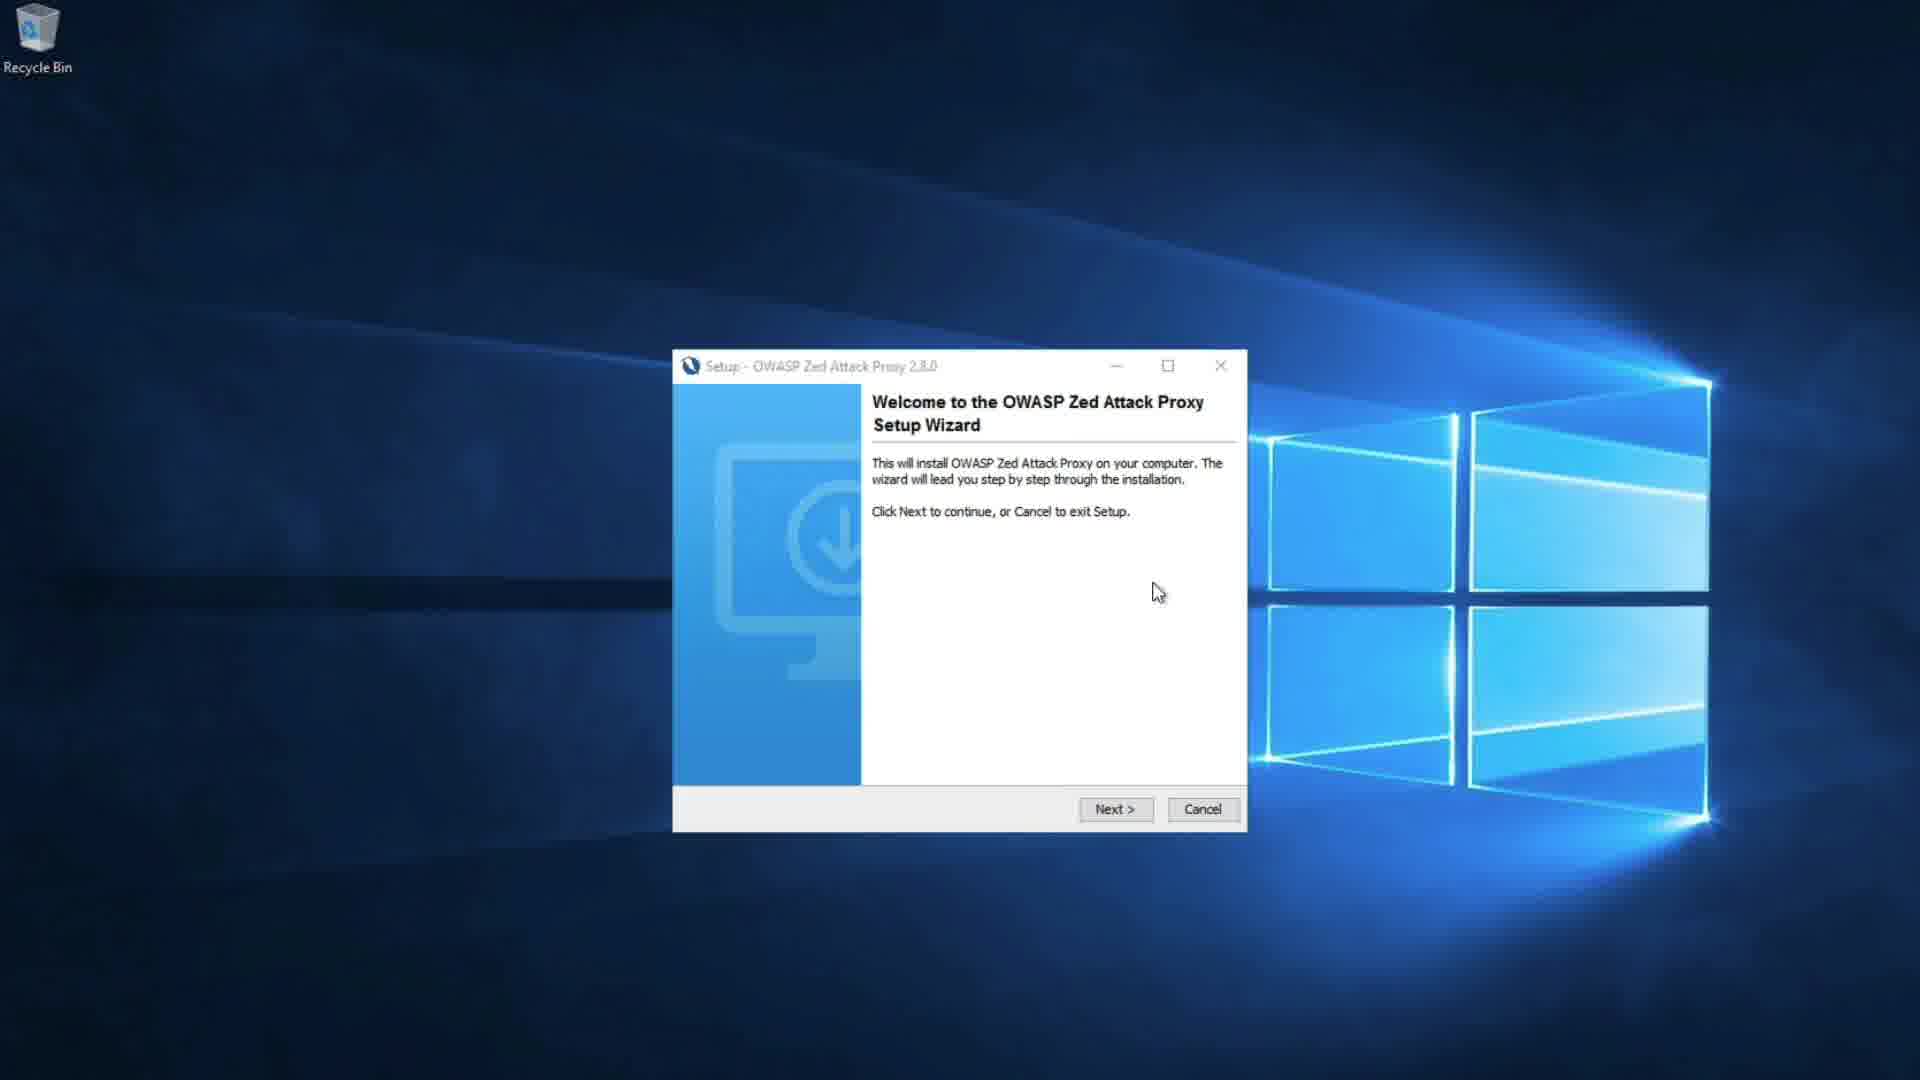 Recycle Bin
Setup - OWASP Zed Attack Proxy 2.8.0
Welcome to the OWASP Zed Attack Proxy
Setup Wizard
This will install OWASP Zed Attack Proxy on your computer. The
wizard will lead you step by step through the installation.
Click Next to continue, or Cancel to exit Setup.
Next >
Cancel